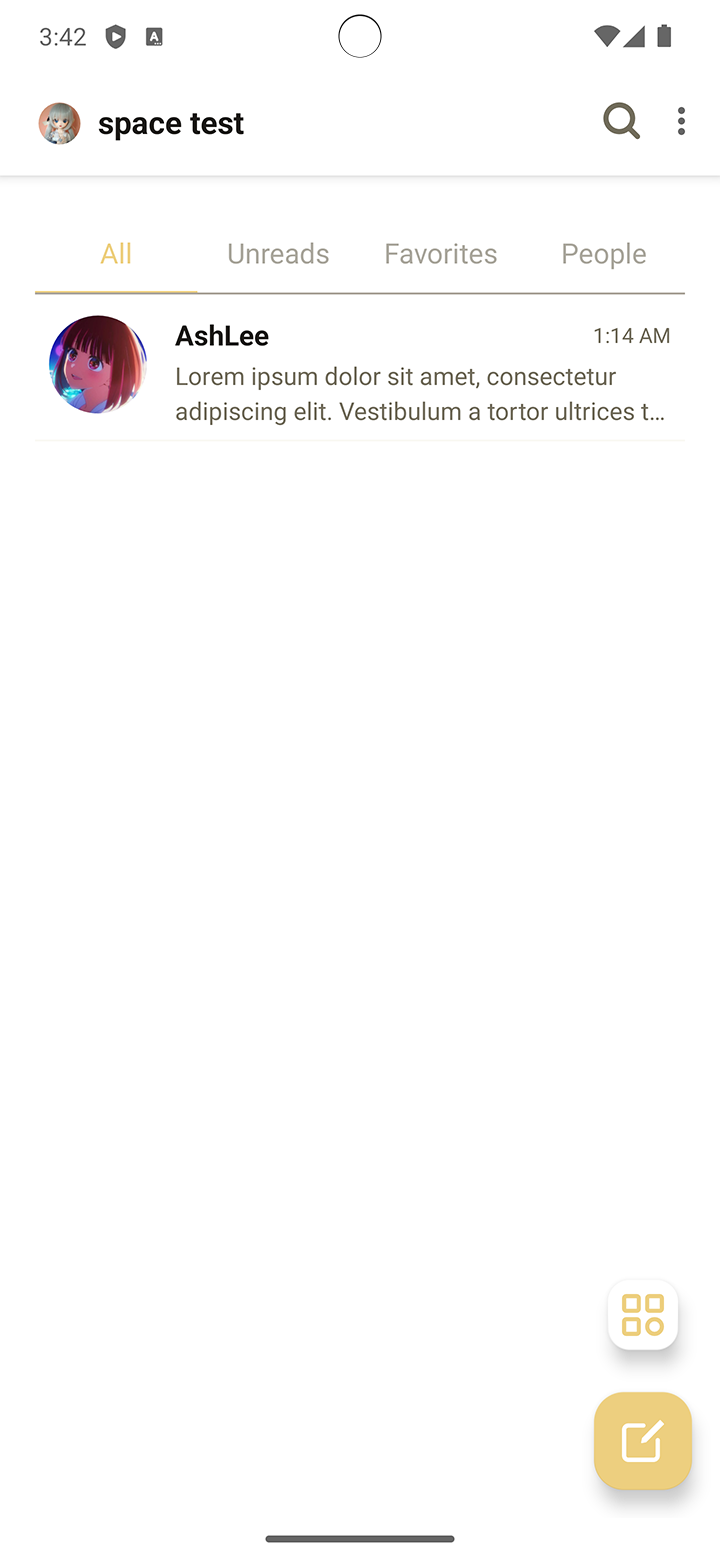 3:42
space test
All Unreads Favorites People
AshLee 1:14 AM
Lorem ipsum dolor sit amet, consectetur
adipiscing elit. Vestibulum a tortor ultrices t...